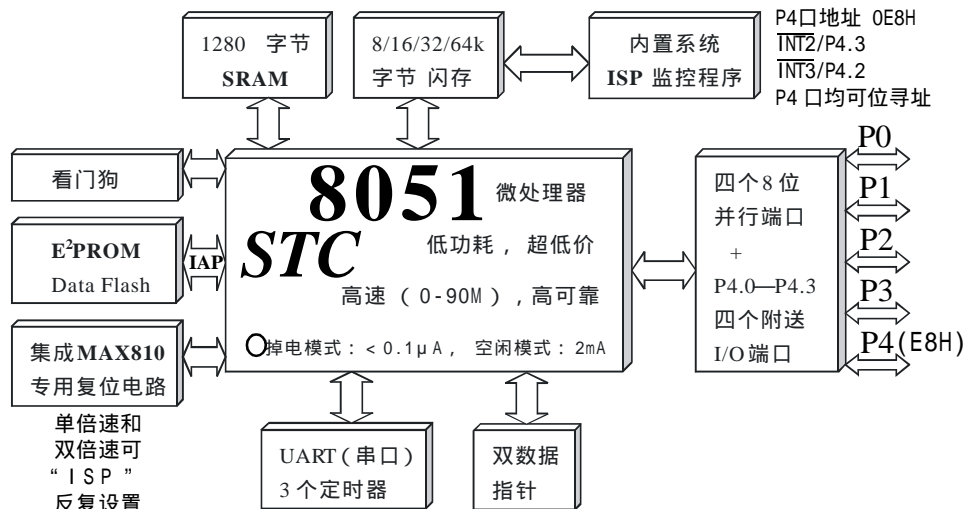 1280 字节
SRAM
8/16/32/64k
字节 闪存
内置系统
ISP 监控程序
P4口地址 0E8H
INT2/P4.3
INT3/P4.2
P4 口均可位寻址
看门狗
E²PROM
Data Flash
IAP
集成MAX810
专用复位电路
单倍速和
双倍速可
“ISP”
反复设置
8051 微处理器
STC 低功耗，超低价
高速（0-90M），高可靠
掉电模式：<0.1μA，空闲模式：2mA
四个8 位
并行端口
+
P4.0—P4.3
四个附送
I/O端口
P0
P1
P2
P3
P4(E8H)
UART（串口）
3 个定时器
双数据
指针